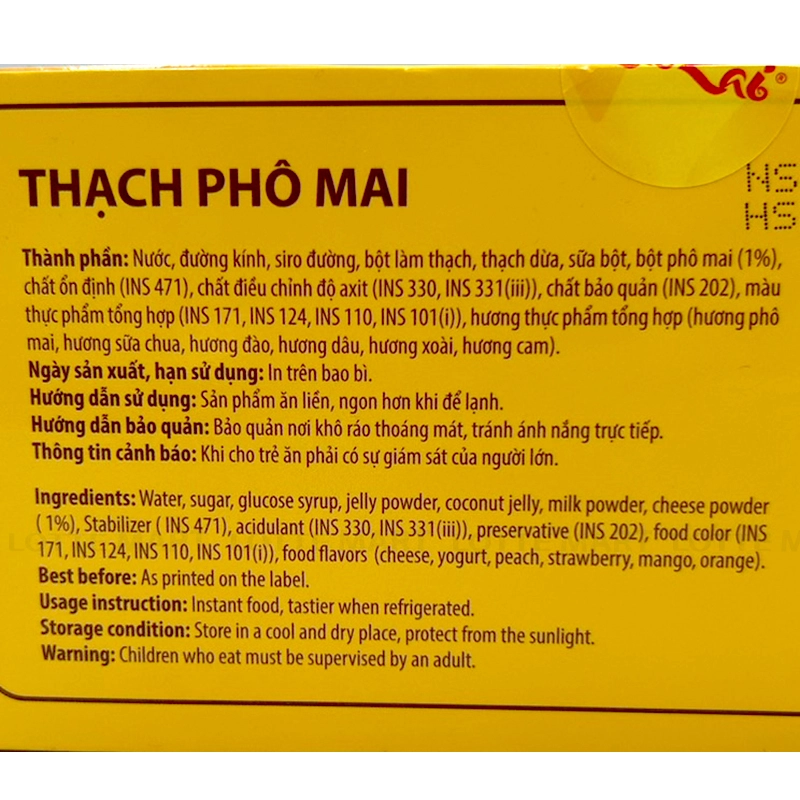 THẠCH PHÔ MAI
NS
HS
Thành phần: Nước, đường kính, siro đường, bột làm thạch, thạch dừa, sữa bột, bột phô mai (1%),
chất ổn định (INS 471), chất điều chỉnh độ axit (INS 330, INS 331(iii)), chất bảo quản (INS 202), màu
thực phẩm tổng hợp (INS 171, INS 124, INS 110, INS 101(i)), hương thực phẩm tổng hợp (hương phô
mai, hương sữa chua, hương đào, hương dâu, hương xoài, hương cam).
Ngày sản xuất, hạn sử dụng: In trên bao bì.
Hướng dẫn sử dụng: Sản phẩm ăn liền, ngon hơn khi để lạnh.
Hướng dẫn bảo quản: Bảo quản nơi khô ráo thoáng mát, tránh ánh nắng trực tiếp.
Thông tin cảnh báo: Khi cho trẻ ăn phải có sự giám sát của người lớn.
Ingredients: Water, sugar, glucose syrup, jelly powder, coconut jelly, milk powder, cheese powder
( 1%), Stabilizer ( INS 471), acidulant (INS 330, INS 331(iii)), preservative (INS 202), food color (INS
171, INS 124, INS 110, INS 101(i)), food flavors (cheese, yogurt, peach, strawberry, mango, orange).
Best before: As printed on the label.
Usage instruction: Instant food, tastier when refrigerated.
Storage condition: Store in a cool and dry place, protect from the sunlight.
Warning: Children who eat must be supervised by an adult.